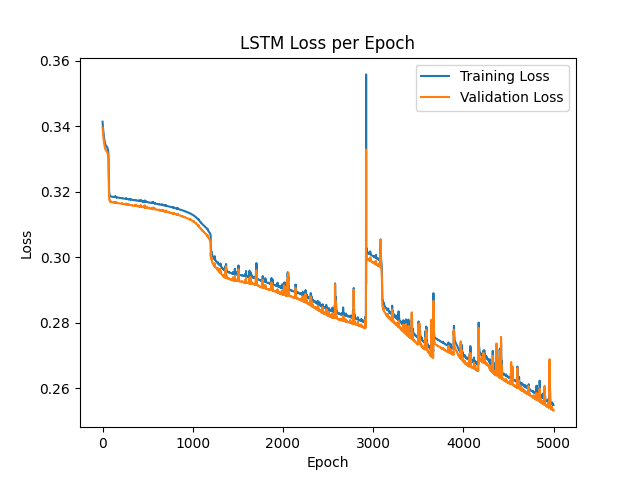 LSTM Loss per Epoch
Training Loss
Validation Loss
Loss
0.36
0.34
0.32
0.30
0.28
0.26
0
1000
2000
3000
4000
5000
Epoch